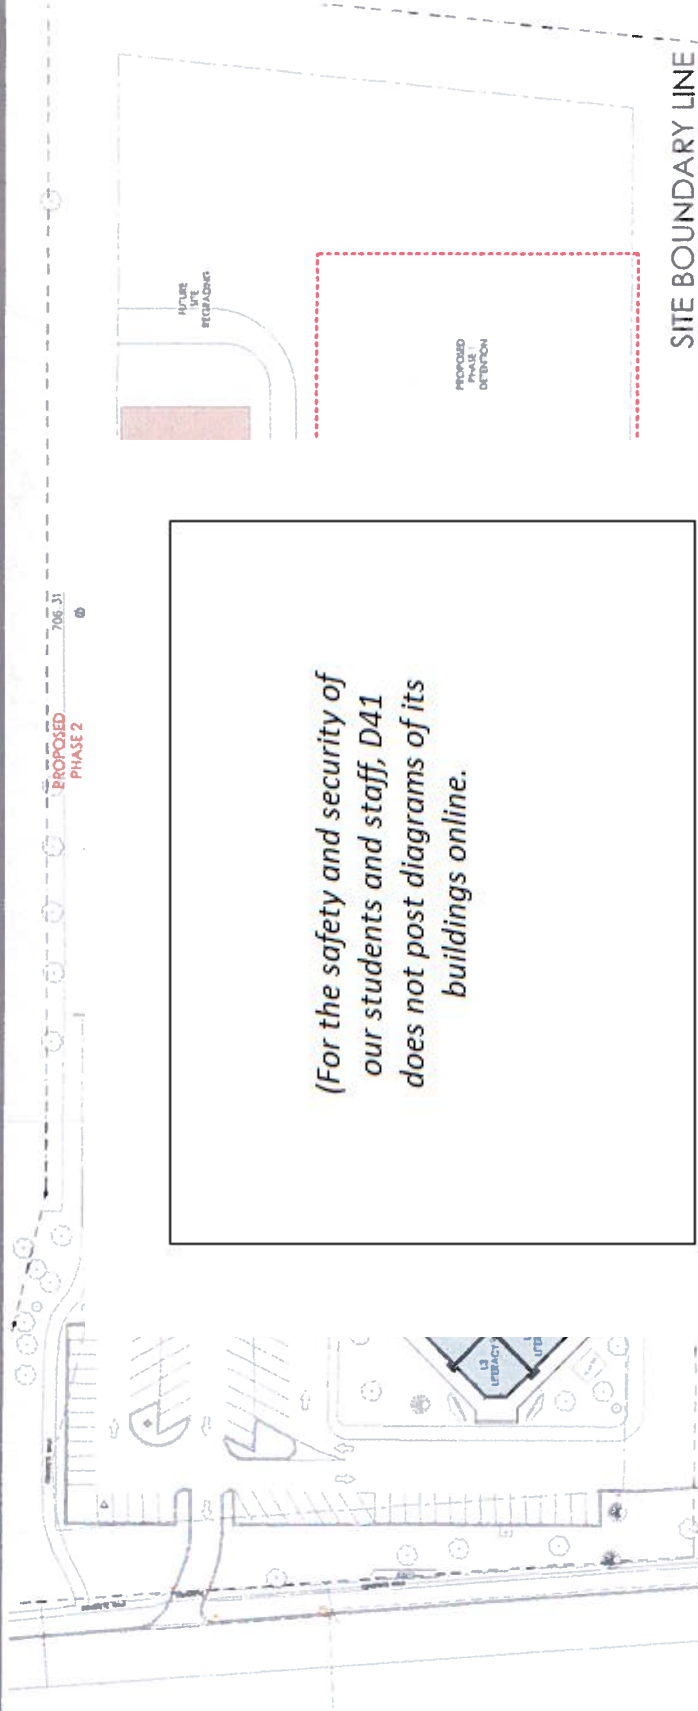 SITE BOUNDARY LINE
FUTURE
SITE
REGRADING
PROPOSED
PHASE 1
DETENTION
706.31
PROPOSED
PHASE 2
(For the safety and security of
our students and staff, D41
does not post diagrams of its
buildings online.
L3
LITERACY